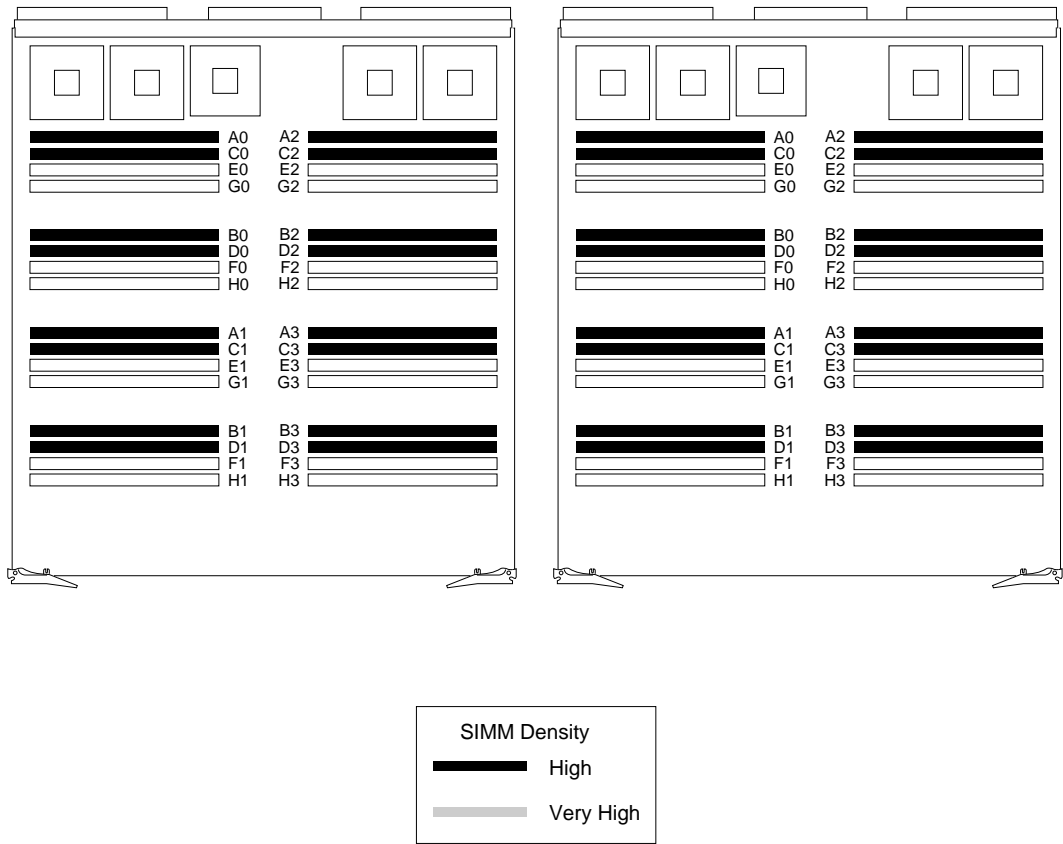 A0 A2 A0 A2
C0 C2 C0 C2
E0 E2 E0 E2
G0 G2 G0 G2
B0 B2 B0 B2
D0 D2 D0 D2
F0 F2 F0 F2
H0 H2 H0 H2
A1 A3 A1 A3
C1 C3 C1 C3
E1 E3 E1 E3
G1 G3 G1 G3
B1 B3 B1 B3
D1 D3 D1 D3
F1 F3 F1 F3
H1 H3 H1 H3
SIMM Density
High
Very High